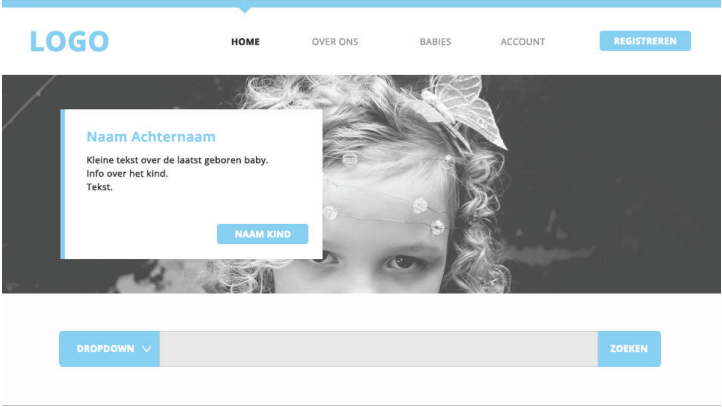 LOGO
HOME
OVER ONS
BABIES
ACCOUNT
REGISTREREN
Naam Achternaam
Kleine tekst over de laatst geboren baby.
Info over het kind.
Tekst.
NAAM KIND
DROPDOWN
ZOEKEN